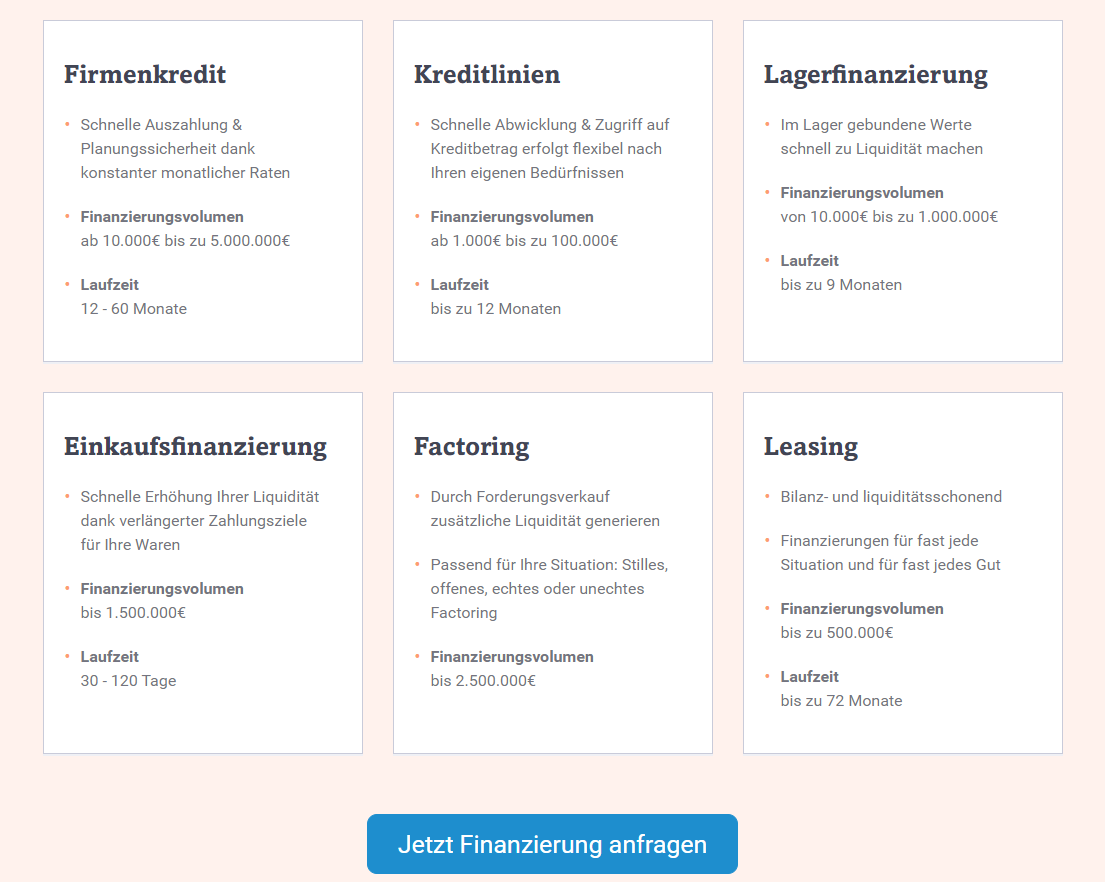 Firmenkredit
• Schnelle Auszahlung &
Planungssicherheit dank
konstanter monatlicher Raten
• Finanzierungsvolumen
ab 10.000€ bis zu 5.000.000€
• Laufzeit
12 - 60 Monate
Kreditlinien
• Schnelle Abwicklung & Zugriff auf
Kreditbetrag erfolgt flexibel nach
Ihren eigenen Bedürfnissen
• Finanzierungsvolumen
ab 1.000€ bis zu 100.000€
• Laufzeit
bis zu 12 Monaten
Lagerfinanzierung
• Im Lager gebundene Werte
schnell zu Liquidität machen
• Finanzierungsvolumen
von 10.000€ bis zu 1.000.000€
• Laufzeit
bis zu 9 Monaten
Einkaufsfinanzierung
• Schnelle Erhöhung Ihrer Liquidität
dank verlängerter Zahlungsziele
für Ihre Waren
• Finanzierungsvolumen
bis 1.500.000€
• Laufzeit
30 - 120 Tage
Factoring
• Durch Forderungsverkauf
zusätzliche Liquidität generieren
• Passend für Ihre Situation: Stilles,
offenes, echtes oder unechtes
Factoring
• Finanzierungsvolumen
bis 2.500.000€
Leasing
• Bilanz- und liquiditätsschonend
• Finanzierungen für fast jede
Situation und für fast jedes Gut
• Finanzierungsvolumen
bis zu 500.000€
• Laufzeit
bis zu 72 Monate
Jetzt Finanzierung anfragen